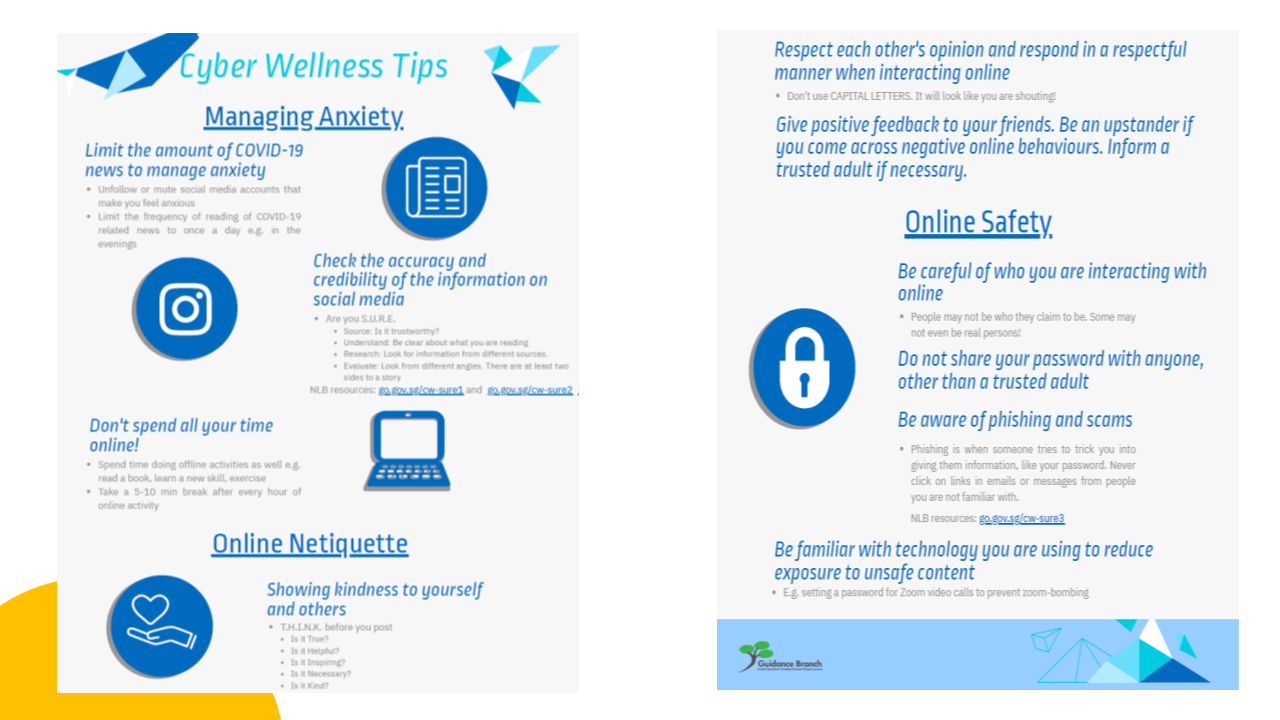 Cyber Wellness Tips
Managing Anxiety
Limit the amount of COVID-19
news to manage anxiety
• Unfollow or mute social media accounts that
make you feel anxious
• Limit the frequency of reading of COVID-19
related news to once a day e.g. in the
evenings
Check the accuracy and
credibility of the information on
social media
• Are you S.U.R.E.
• Source: Is it trustworthy?
• Understand: Be clear about what you are reading
• Research: Look for information from different sources.
• Evaluate: Look from different angles. There are at least two
sides to a story
NLB resources: go.gov.sg/cw-sure1 and go.gov.sg/cw-sure2
Don't spend all your time
online!
• Spend time doing offline activities as well e.g.
read a book, learn a new skill, exercise
• Take a 5-10 min break after every hour of
online activity
Online Netiquette
Showing kindness to yourself
and others
• T.H.I.N.K. before you post
• Is it True?
• Is it Helpful?
• Is it Inspiring?
• Is it Necessary?
• Is it Kind?
Respect each other's opinion and respond in a respectful
manner when interacting online
• Don't use CAPITAL LETTERS. It will look like you are shouting!
Give positive feedback to your friends. Be an upstander if
you come across negative online behaviours. Inform a
trusted adult if necessary.
Online Safety
Be careful of who you are interacting with
online
• People may not be who they claim to be. Some may
not even be real persons!
Do not share your password with anyone,
other than a trusted adult
Be aware of phishing and scams
• Phishing is when someone tries to trick you into
giving them information, like your password. Never
click on links in emails or messages from people
you are not familiar with.
NLB resources: go.gov.sg/cw-sure3
Be familiar with technology you are using to reduce
exposure to unsafe content
• E.g. setting a password for Zoom video calls to prevent zoom-bombing
Guidance Branch